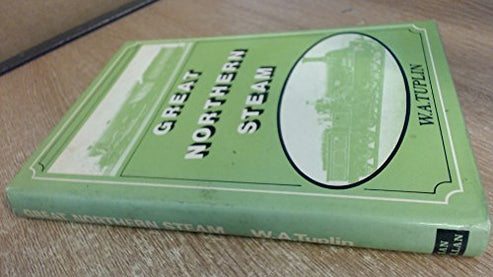 GREAT
NORTHERN
STEAM
W.A.TUPLIN
GREAT NORTHERN STEAM W.A.Tuplin
IAN
ALLAN